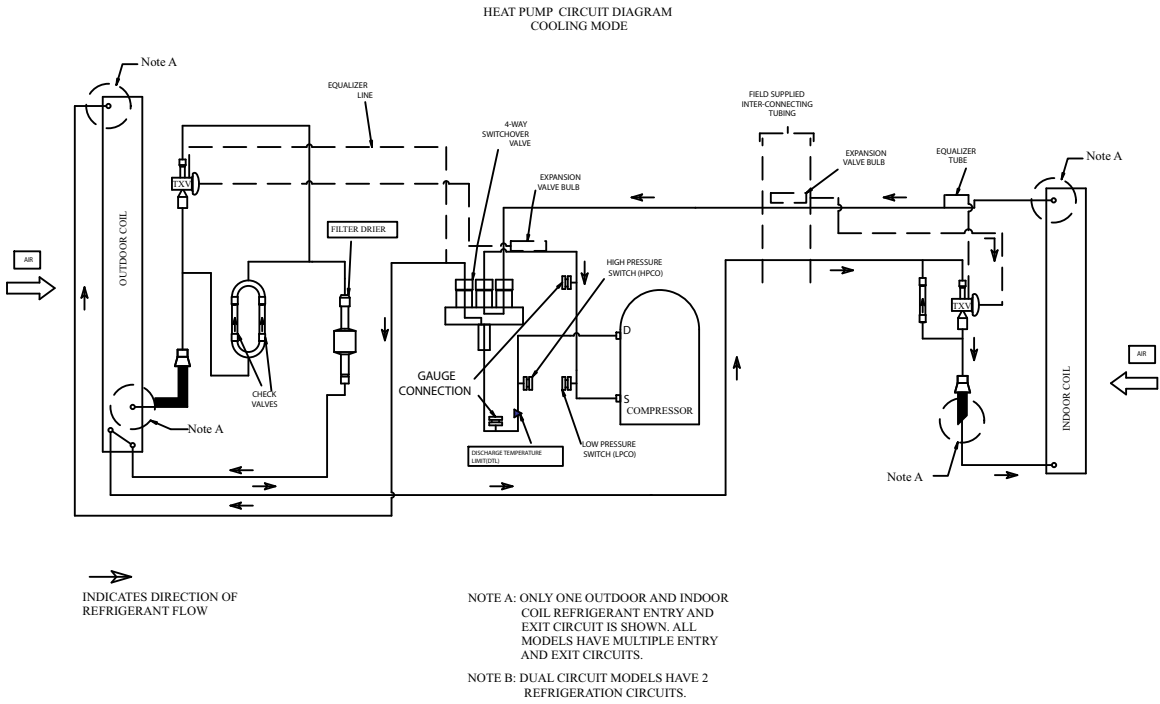 HEAT PUMP CIRCUIT DIAGRAM
COOLING MODE
Note A
EQUALIZER
LINE
4-WAY
SWITCHOVER
VALVE
FIELD SUPPLIED
INTER-CONNECTING
TUBING
EXPANSION
VALVE BULB
EQUALIZER
TUBE
Note A
EXPANSION
VALVE BULB
TXV
FILTER DRIER
OUTDOOR COIL
AIR
HIGH PRESSURE
SWITCH (HPCO)
TXV
D
AIR
GAUGE
CONNECTION
CHECK
VALVES
S
COMPRESSOR
INDOOR COIL
Note A
LOW PRESSURE
SWITCH (LPCO)
DISCHARGE TEMPERATURE
LIMIT(DTL)
Note A
INDICATES DIRECTION OF
REFRIGERANT FLOW
NOTE A: ONLY ONE OUTDOOR AND INDOOR
COIL REFRIGERANT ENTRY AND
EXIT CIRCUIT IS SHOWN. ALL
MODELS HAVE MULTIPLE ENTRY
AND EXIT CIRCUITS.
NOTE B: DUAL CIRCUIT MODELS HAVE 2
REFRIGERATION CIRCUITS.